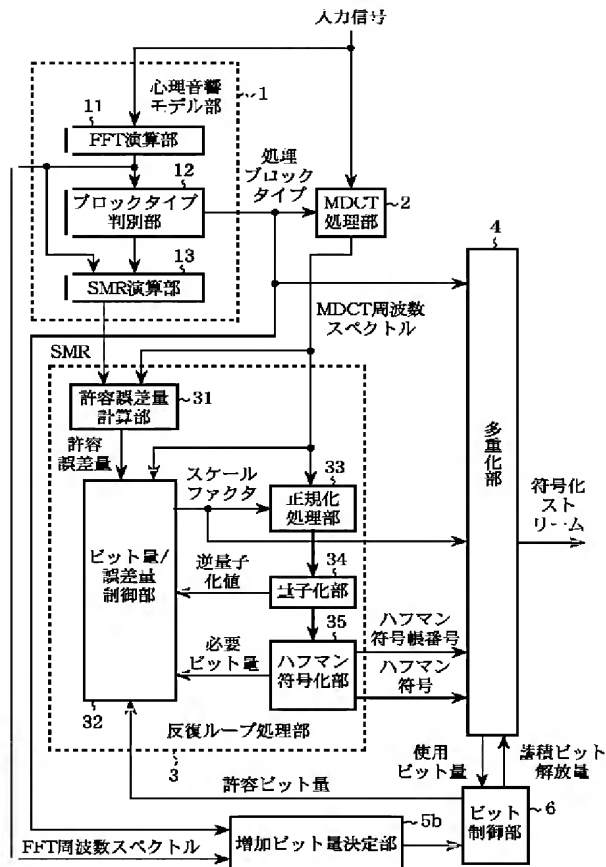 入力信号
心理音響
モデル部
1
11
FFT演算部
12
ブロックタイプ
判別部
処理
ブロック
タイプ
MDCT
処理部
2
13
SMR演算部
4
MDCT周波数
スペクトル
SMR
許容誤差量
計算部
31
許容
誤差量
スケール
ファクタ
33
正規化
処理部
多重化部
符号化
スト
リーム
ビット量/
誤差量
制御部
逆量子
化値
34
量子化部
35
必要
ビット量
ハフマン
符号化部
ハフマン
符号帳番号
ハフマン
符号
32
反復ループ処理部
3
使用
ビット量
蓄積ビット
解放量
許容ビット量
ビット
制御部
6
5b
FFT周波数スペクトル
増加ビット量決定部